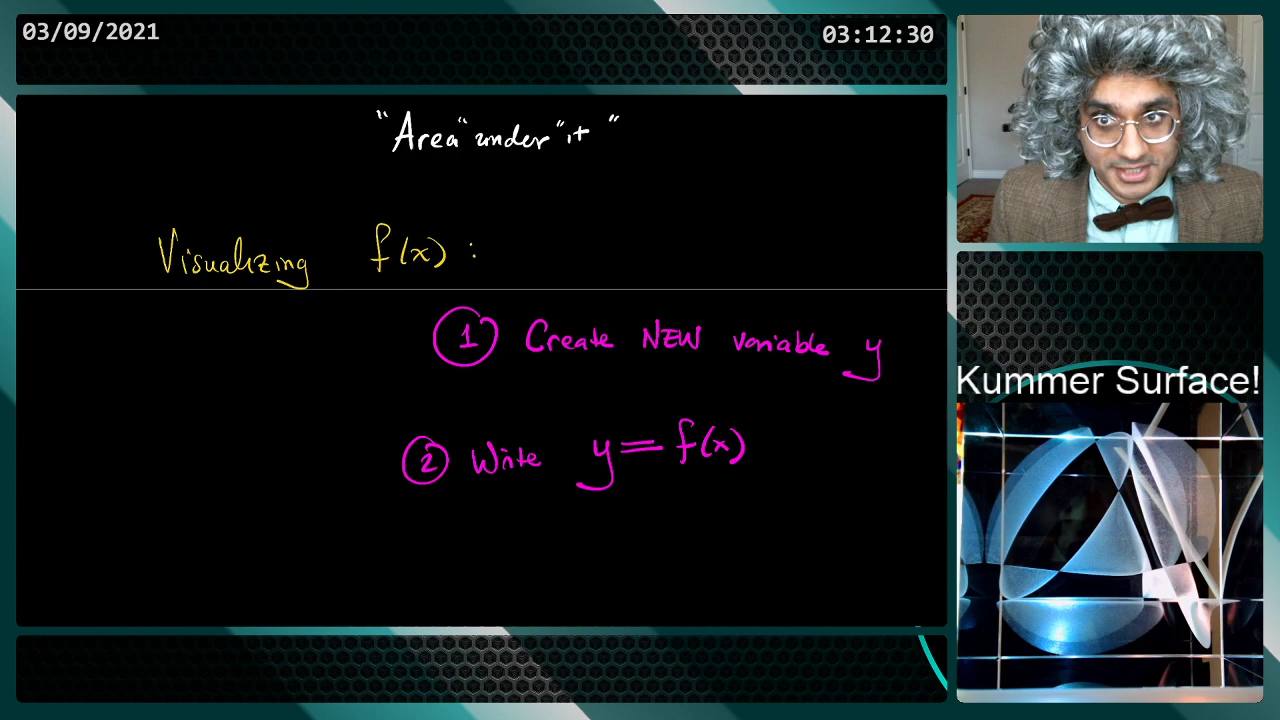 03/09/2021
03:12:30
"Area" under "it"
Visualizing f(x):
1 Create NEW variable y
2 Write y=f(x)
Kummer Surface!